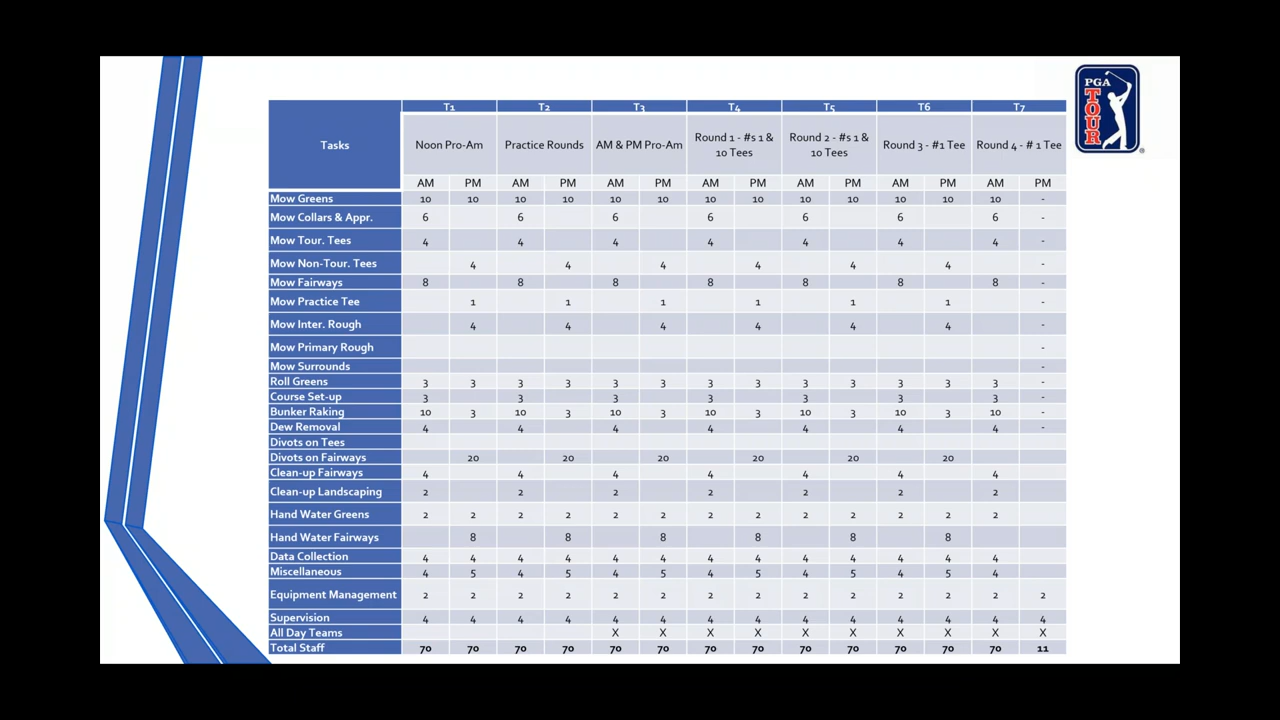 PGA
TOUR
®
T1 T2 T3 T4 T5 T6 T7
Tasks Noon Pro-Am Practice Rounds AM & PM Pro-Am Round 1 - #s 1 & 10 Tees Round 2 - #s 1 & 10 Tees Round 3 - #1 Tee Round 4 - # 1 Tee
AM PM AM PM AM PM AM PM AM PM AM PM AM PM
Mow Greens 10 10 10 10 10 10 10 10 10 10 10 10 10 -
Mow Collars & Appr. 6 6 6 6 6 6 6 -
Mow Tour. Tees 4 4 4 4 4 4 4 -
Mow Non-Tour. Tees 4 4 4 4 4 4 -
Mow Fairways 8 8 8 8 8 8 8 -
Mow Practice Tee 1 1 1 1 1 1 -
Mow Inter. Rough 4 4 4 4 4 4 -
Mow Primary Rough -
Mow Surrounds -
Roll Greens 3 3 3 3 3 3 3 3 3 3 3 3 3 -
Course Set-up 3 3 3 3 3 3 3 -
Bunker Raking 10 3 10 3 10 3 10 3 10 3 10 3 10 -
Dew Removal 4 4 4 4 4 4 4 -
Divots on Tees
Divots on Fairways 20 20 20 20 20 20
Clean-up Fairways 4 4 4 4 4 4 4
Clean-up Landscaping 2 2 2 2 2 2 2
Hand Water Greens 2 2 2 2 2 2 2 2 2 2 2 2 2
Hand Water Fairways 8 8 8 8 8 8
Data Collection 4 4 4 4 4 4 4 4 4 4 4 4 4
Miscellaneous 4 5 4 5 4 5 4 5 4 5 4 5 4
Equipment Management 2 2 2 2 2 2 2 2 2 2 2 2 2 2
Supervision 4 4 4 4 4 4 4 4 4 4 4 4 4 4
All Day Teams X X X X X X X X X X
Total Staff 70 70 70 70 70 70 70 70 70 70 70 70 70 11